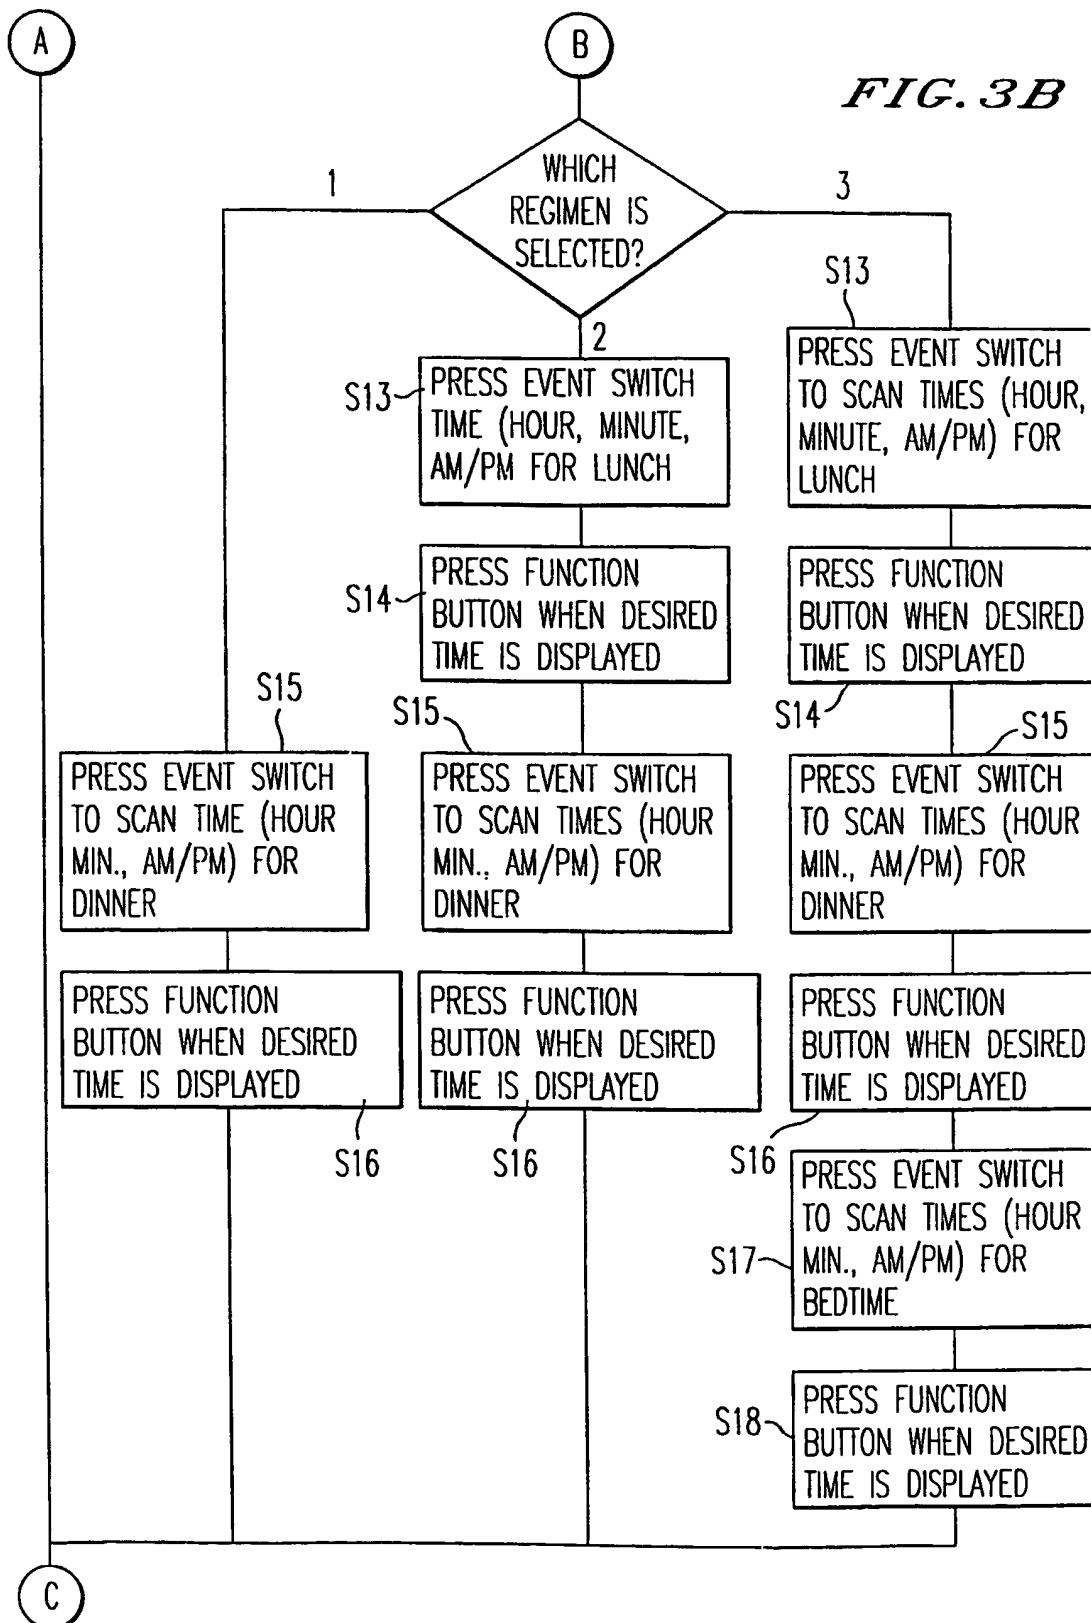 A
B
FIG. 3B
WHICH
REGIMEN IS
SELECTED?
1
2
3
S13
PRESS EVENT SWITCH
TIME (HOUR, MINUTE,
AM/PM FOR LUNCH
S14
PRESS FUNCTION
BUTTON WHEN DESIRED
TIME IS DISPLAYED
S13
PRESS EVENT SWITCH
TO SCAN TIMES (HOUR,
MINUTE, AM/PM) FOR
LUNCH
PRESS FUNCTION
BUTTON WHEN DESIRED
TIME IS DISPLAYED
S14
S15
PRESS EVENT SWITCH
TO SCAN TIME (HOUR
MIN., AM/PM) FOR
DINNER
S15
PRESS EVENT SWITCH
TO SCAN TIMES (HOUR
MIN., AM/PM) FOR
DINNER
S15
PRESS EVENT SWITCH
TO SCAN TIMES (HOUR
MIN., AM/PM) FOR
DINNER
PRESS FUNCTION
BUTTON WHEN DESIRED
TIME IS DISPLAYED
S16
PRESS FUNCTION
BUTTON WHEN DESIRED
TIME IS DISPLAYED
S16
PRESS FUNCTION
BUTTON WHEN DESIRED
TIME IS DISPLAYED
S16
S17
PRESS EVENT SWITCH
TO SCAN TIMES (HOUR
MIN., AM/PM) FOR
BEDTIME
S18
PRESS FUNCTION
BUTTON WHEN DESIRED
TIME IS DISPLAYED
C